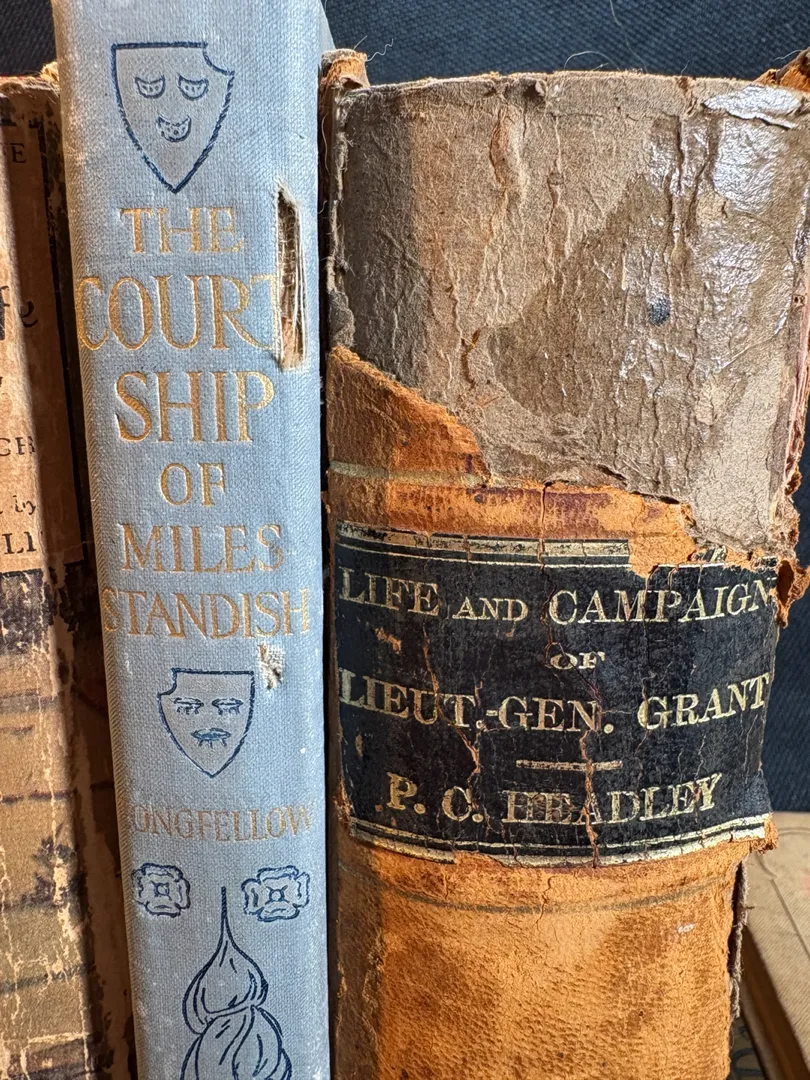 THE
COURT
SHIP
OF
MILES
STANDISH
LONGFELLOW
LIFE AND CAMPAIGN
OF
LIEUT.-GEN. GRANT
P. C. HEADLEY